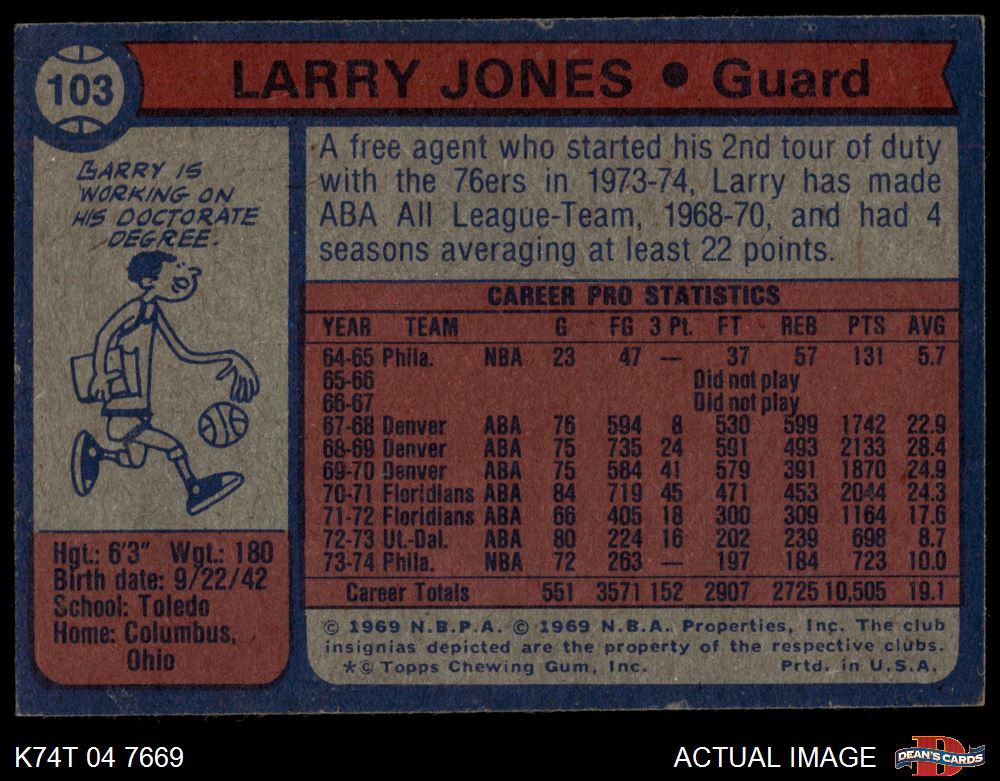 103
LARRY JONES • Guard
LARRY IS
WORKING ON
HIS DOCTORATE
DEGREE.
A free agent who started his 2nd tour of duty
with the 76ers in 1973-74, Larry has made
ABA All League-Team, 1968-70, and had 4
seasons averaging at least 22 points.
CAREER PRO STATISTICS
YEAR TEAM G FG 3 Pt. FT REB PTS AVG
64-65 Phila. NBA 23 47 — 37 57 131 5.7
65-66 Did not play
66-67 Did not play
67-68 Denver ABA 76 594 8 530 599 1742 22.9
68-69 Denver ABA 75 735 24 591 493 2133 28.4
69-70 Denver ABA 75 584 41 579 391 1870 24.9
70-71 Floridians ABA 84 719 45 471 453 2044 24.3
71-72 Floridians ABA 66 405 18 300 309 1164 17.6
72-73 Ut.-Dal. ABA 80 224 16 202 239 698 8.7
73-74 Phila. NBA 72 263 — 197 184 723 10.0
Career Totals 551 3571 152 2907 2725 10,505 19.1
Hgt.: 6'3" Wgt.: 180
Birth date: 9/22/42
School: Toledo
Home: Columbus,
Ohio
© 1969 N.B.P.A. © 1969 N.B.A. Properties, Inc. The club
insignias depicted are the property of the respective clubs.
*© Topps Chewing Gum, Inc. Prtd. in U.S.A.
K74T 04 7669 ACTUAL IMAGE
D
DEAN'S CARDS